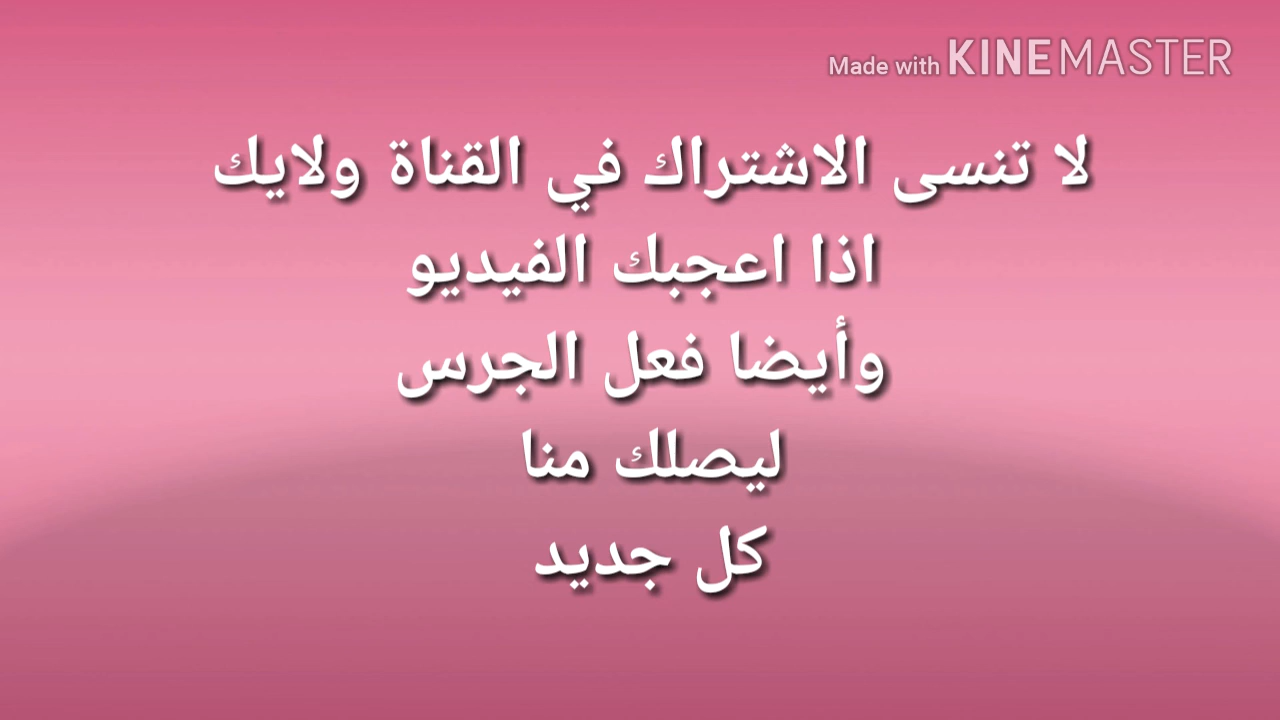 Made with KINEMASTER
لا تنسى الاشتراك في القناة ولايك
اذا اعجبك الفيديو
وأيضا فعل الجرس
ليصلك منا
كل جديد